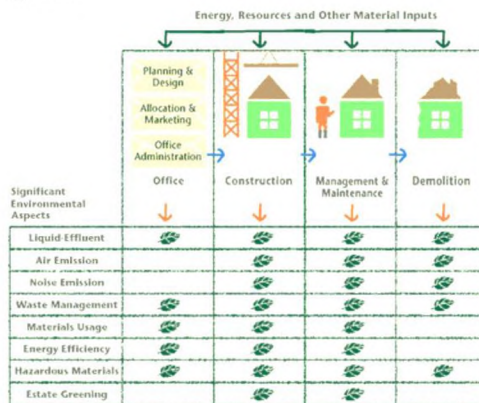 Energy, Resources and Other Material Inputs
Planning &
Design
Allocation &
Marketing
Office
Administration
Office
Construction
Management &
Maintenance
Demolition
Significant
Environmental
Aspects
Liquid Effluent
Air Emission
Noise Emission
Waste Management
Materials Usage
Energy Efficiency
Hazardous Materials
Estate Greening